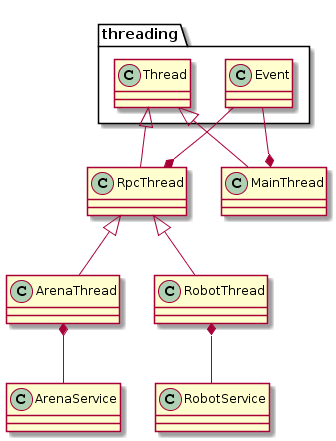 threading
C Thread
C Event
C RpcThread
C MainThread
C ArenaThread
C RobotThread
C ArenaService
C RobotService